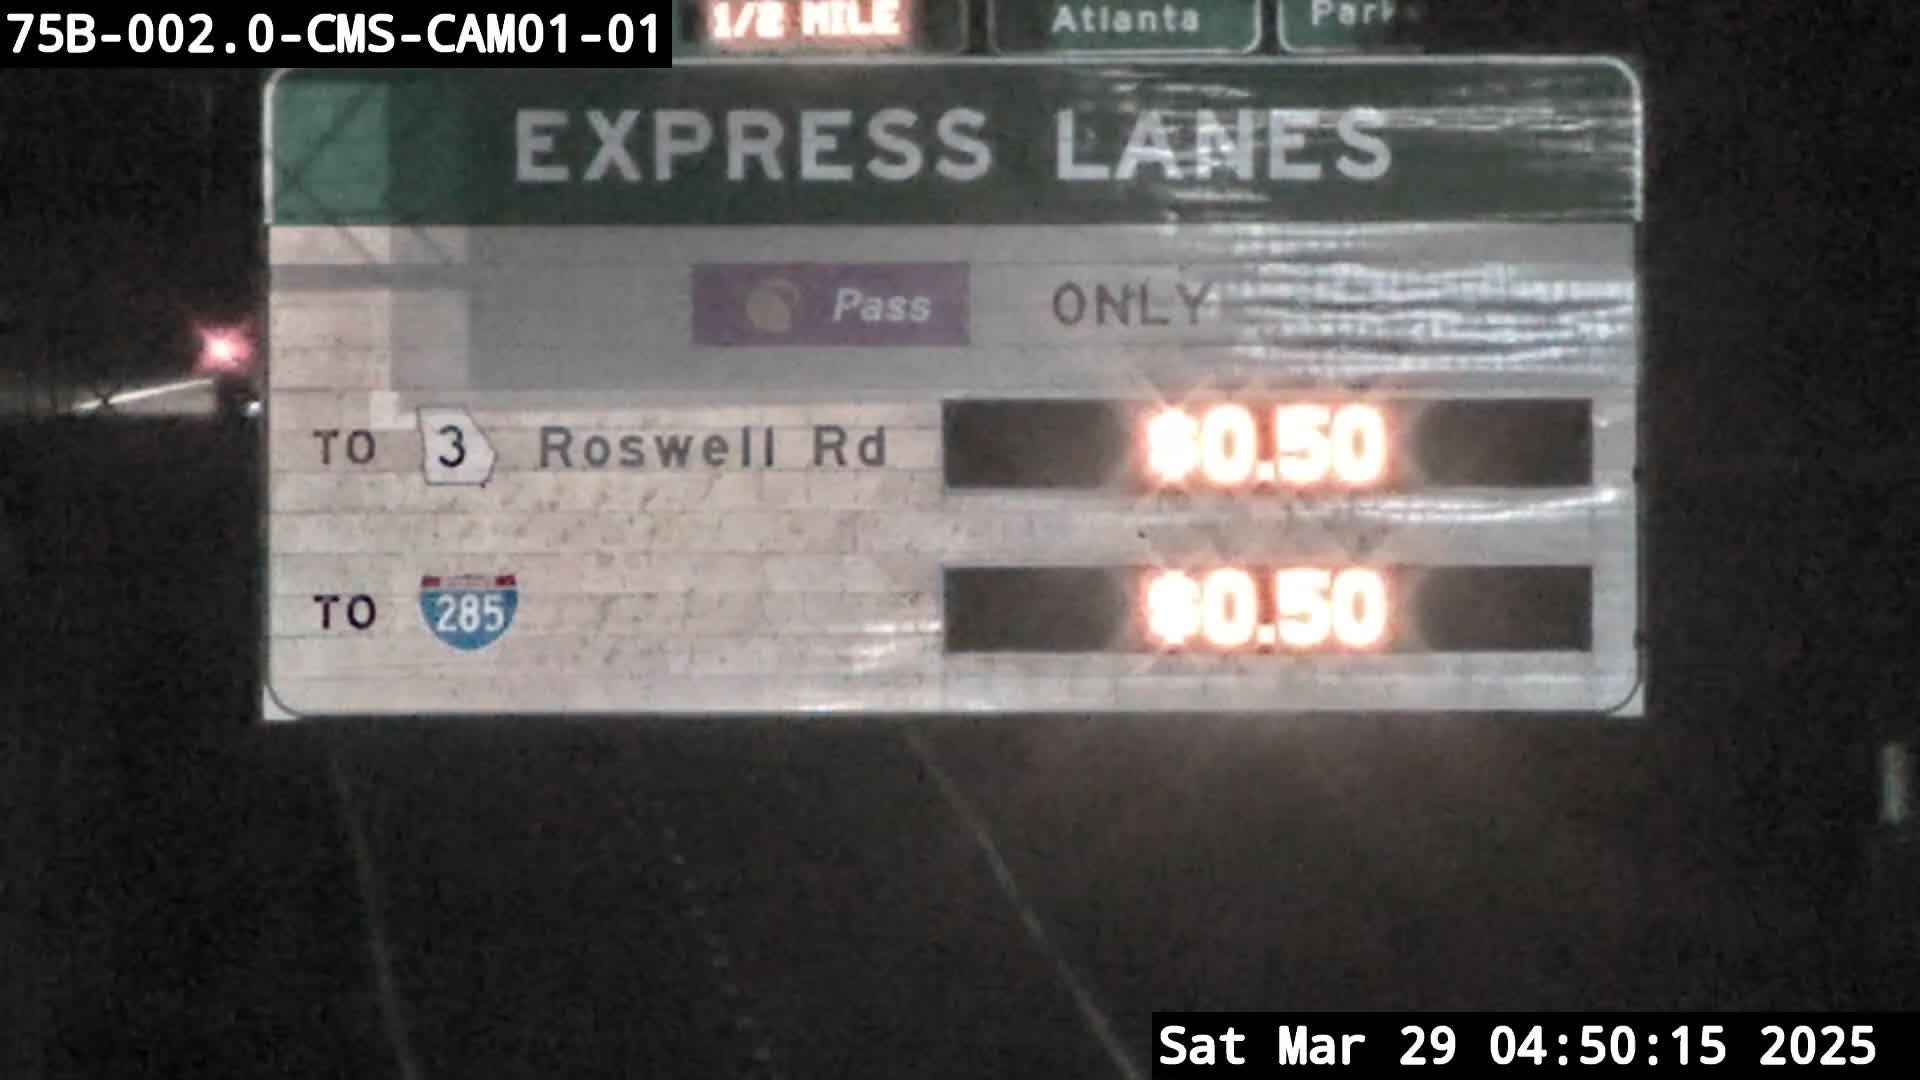 75B-002.0-CMS-CAM01-01
1/2 MILE
Atlanta
Park
EXPRESS LANES
Pass ONLY
TO 3 Roswell Rd $0.50
TO 285 $0.50
Sat Mar 29 04:50:15 2025